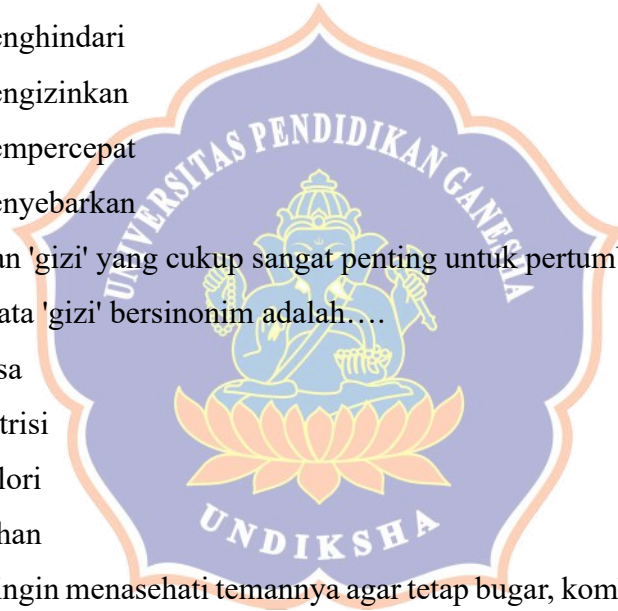 enghindari
engizinkan
empercepat
enyebarkan
an 'gizi' yang cukup sangat penting untuk pertum
ata 'gizi' bersinonim adalah….
sa
trisi
lori
han
ingin menasehati temannya agar tetap bugar, kom
UNIVERSITAS PENDIDIKAN GANESHA
UNDIKSHA